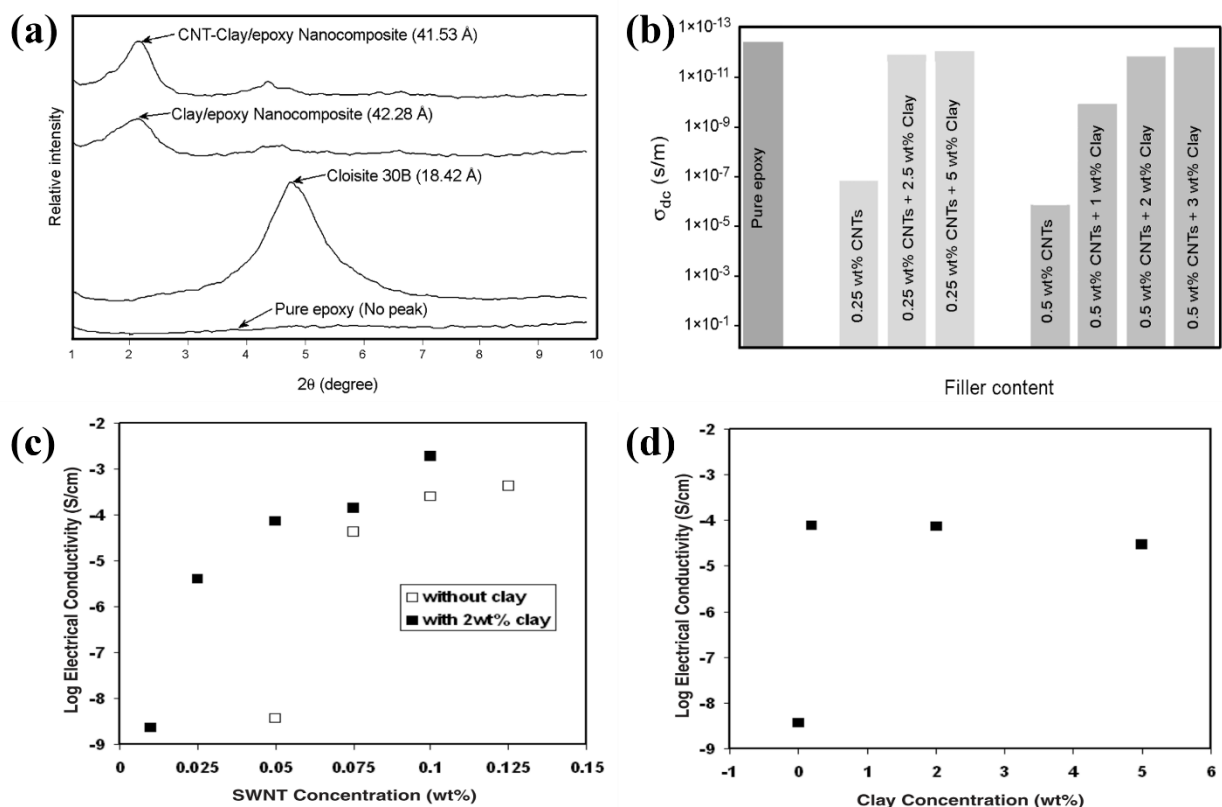 (a)
CNT-Clay/epoxy Nanocomposite (41.53 Å)
Clay/epoxy Nanocomposite (42.28 Å)
Cloisite 30B (18.42 Å)
Pure epoxy (No peak)
Relative intensity
1 2 3 4 5 6 7 8 9 10
2θ (degree)
(b)
1×10-13
1×10-11
1×10-9
1×10-7
1×10-5
1×10-3
1×10-1
σdc (s/m)
Pure epoxy
0.25 wt% CNTs
0.25 wt% CNTs + 2.5 wt% Clay
0.25 wt% CNTs + 5 wt% Clay
0.5 wt% CNTs
0.5 wt% CNTs + 1 wt% Clay
0.5 wt% CNTs + 2 wt% Clay
0.5 wt% CNTs + 3 wt% Clay
Filler content
(c)
Log Electrical Conductivity (S/cm)
-2
-3
-4
-5
-6
-7
-8
-9
without clay
with 2wt% clay
0 0.025 0.05 0.075 0.1 0.125 0.15
SWNT Concentration (wt%)
(d)
Log Electrical Conductivity (S/cm)
-2
-3
-4
-5
-6
-7
-8
-9
-1 0 1 2 3 4 5 6
Clay Concentration (wt%)